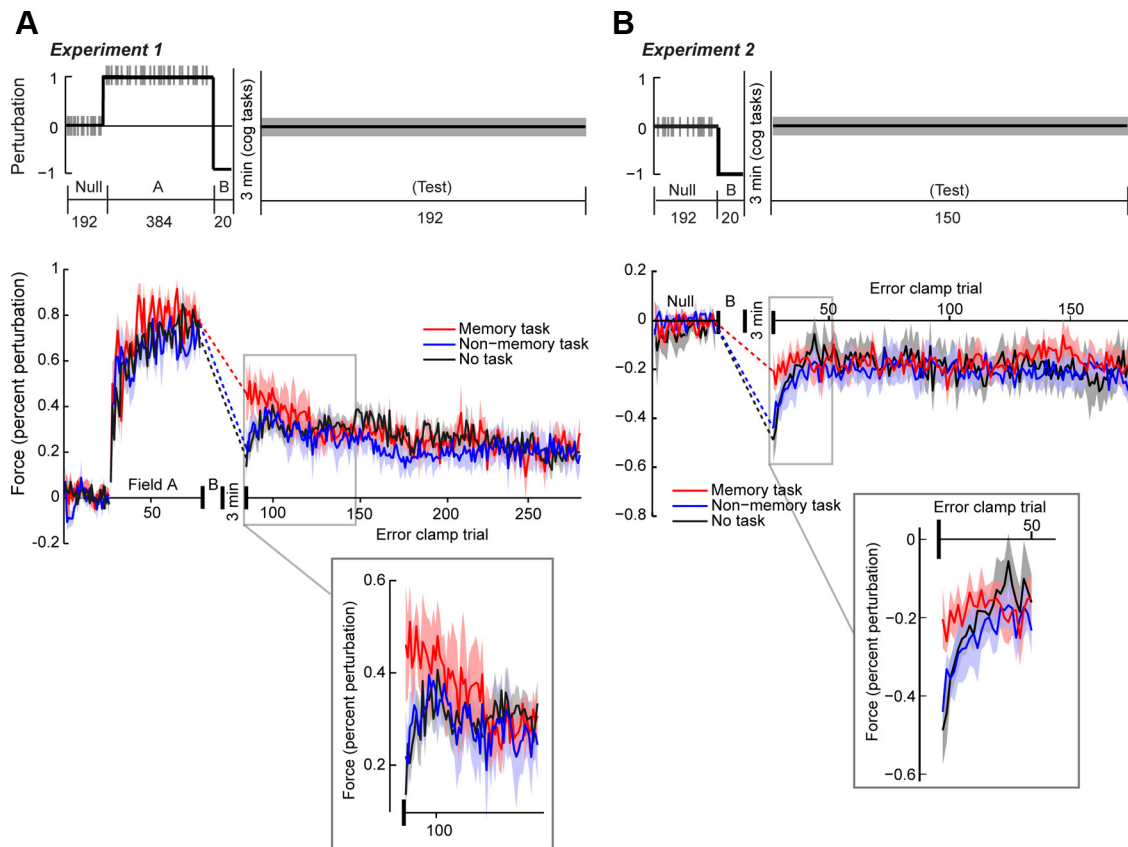 A
Experiment 1
Perturbation
1
0
−1
Null
A
B
192
384
20
3 min (cog tasks)
(Test)
192
Force (percent perturbation)
1
0.8
0.6
0.4
0.2
0
-0.2
Memory task
Non−memory task
No task
Field A
B
3 min
50
100
150
200
250
Error clamp trial
Force (percent perturbation)
0.6
0.4
0.2
100
B
Experiment 2
1
0
−1
Null
B
192
20
3 min (cog tasks)
(Test)
150
Force (percent perturbation)
0.2
0
−0.2
−0.4
−0.6
−0.8
Null
B
3 min
Error clamp trial
50
100
150
Memory task
Non−memory task
No task
Error clamp trial
50
Force (percent perturbation)
0
−0.2
−0.4
−0.6